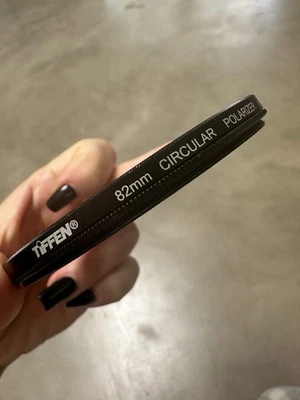 TIFFEN® 82mm CIRCULAR POLARIZER